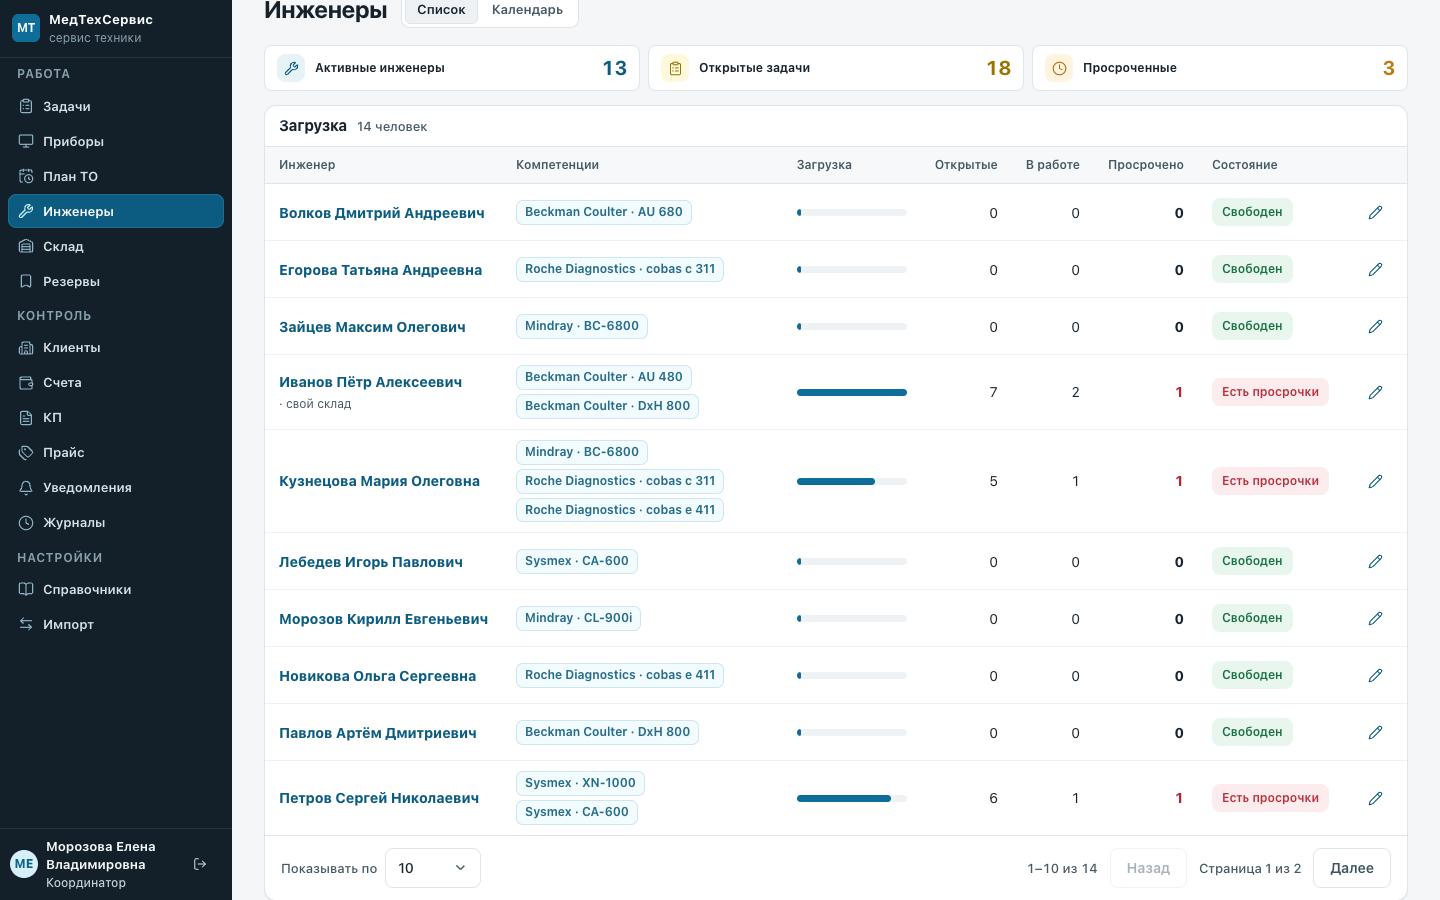 МТ
МедТехСервис
сервис техники
РАБОТА
Задачи
Приборы
План ТО
Инженеры
Склад
Резервы
КОНТРОЛЬ
Клиенты
Счета
КП
Прайс
Уведомления
Журналы
НАСТРОЙКИ
Справочники
Импорт
МЕ
Морозова Елена
Владимировна
Координатор
Инженеры Список Календарь
Активные инженеры 13
Открытые задачи 18
Просроченные 3
Загрузка 14 человек
Инженер Компетенции Загрузка Открытые В работе Просрочено Состояние
Волков Дмитрий Андреевич Beckman Coulter · AU 680 0 0 0 Свободен
Егорова Татьяна Андреевна Roche Diagnostics · cobas c 311 0 0 0 Свободен
Зайцев Максим Олегович Mindray · BC-6800 0 0 0 Свободен
Иванов Пётр Алексеевич
· свой склад
Beckman Coulter · AU 480
Beckman Coulter · DxH 800
7 2 1 Есть просрочки
Кузнецова Мария Олеговна
Mindray · BC-6800
Roche Diagnostics · cobas c 311
Roche Diagnostics · cobas e 411
5 1 1 Есть просрочки
Лебедев Игорь Павлович Sysmex · CA-600 0 0 0 Свободен
Морозов Кирилл Евгеньевич Mindray · CL-900i 0 0 0 Свободен
Новикова Ольга Сергеевна Roche Diagnostics · cobas e 411 0 0 0 Свободен
Павлов Артём Дмитриевич Beckman Coulter · DxH 800 0 0 0 Свободен
Петров Сергей Николаевич
Sysmex · XN-1000
Sysmex · CA-600
6 1 1 Есть просрочки
Показывать по 10 1–10 из 14 Назад Страница 1 из 2 Далее